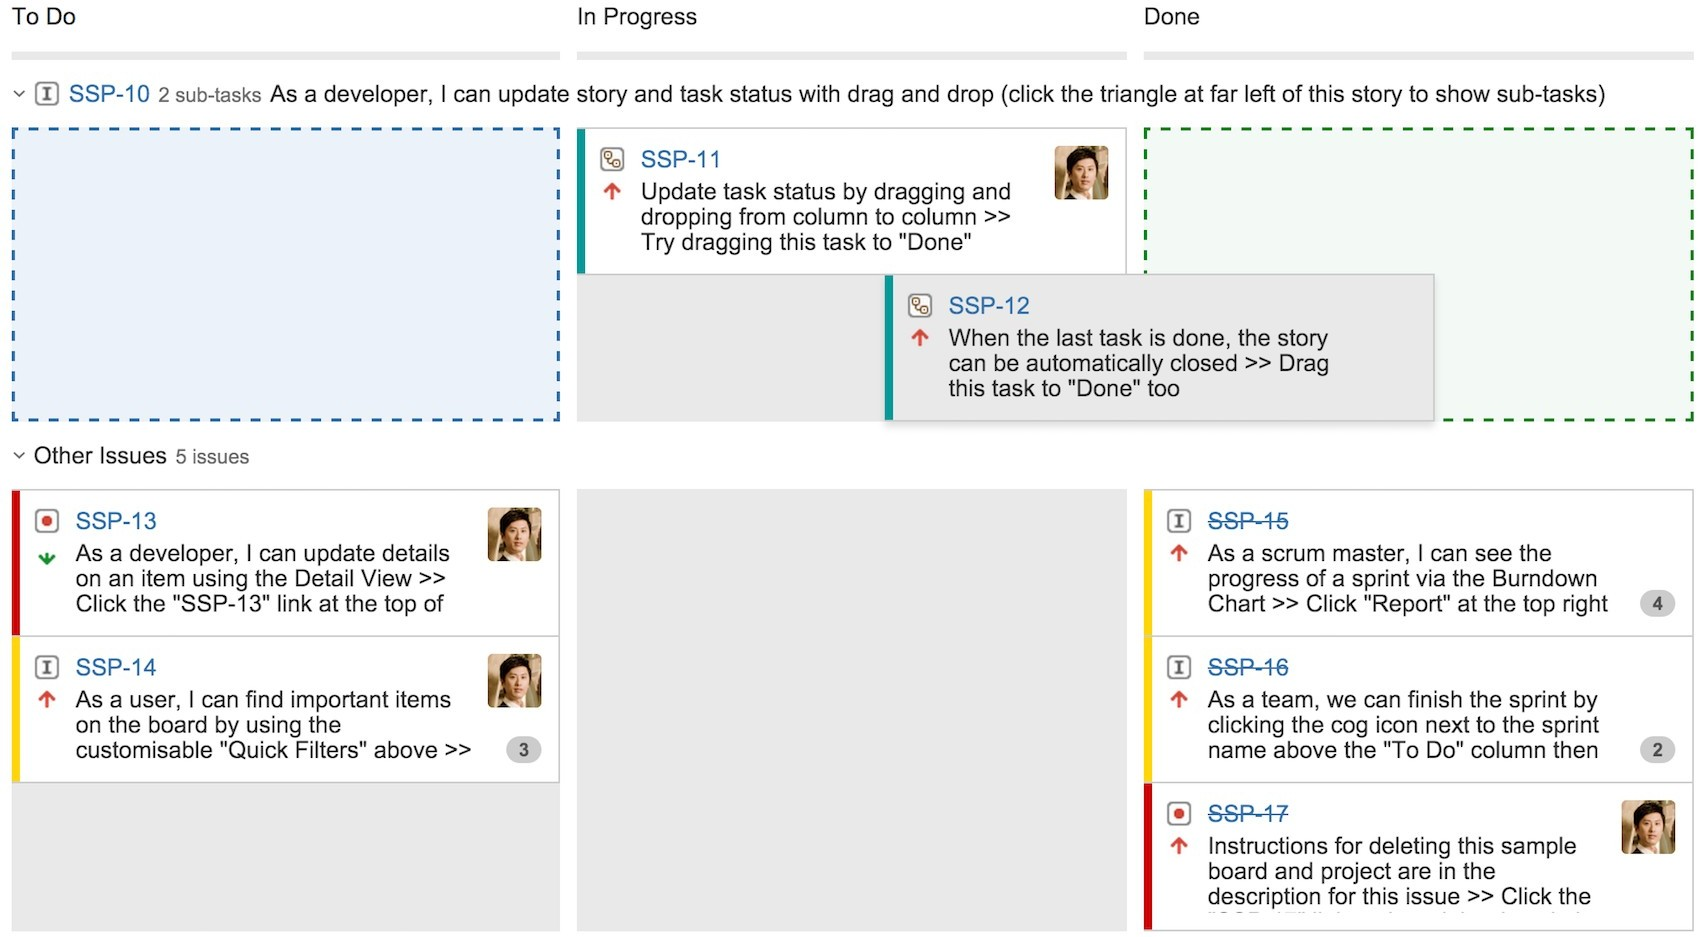 To Do
In Progress
Done
SSP-10 2 sub-tasks As a developer, I can update story and task status with drag and drop (click the triangle at far left of this story to show sub-tasks)
SSP-11
Update task status by dragging and
dropping from column to column >>
Try dragging this task to "Done"
SSP-12
When the last task is done, the story
can be automatically closed >> Drag
this task to "Done" too
Other Issues 5 issues
SSP-13
As a developer, I can update details
on an item using the Detail View >>
Click the "SSP-13" link at the top of
SSP-14
As a user, I can find important items
on the board by using the
customisable "Quick Filters" above >>
3
SSP-15
As a scrum master, I can see the
progress of a sprint via the Burndown
Chart >> Click "Report" at the top right
4
SSP-16
As a team, we can finish the sprint by
clicking the cog icon next to the sprint
name above the "To Do" column then
2
SSP-17
Instructions for deleting this sample
board and project are in the
description for this issue >> Click the